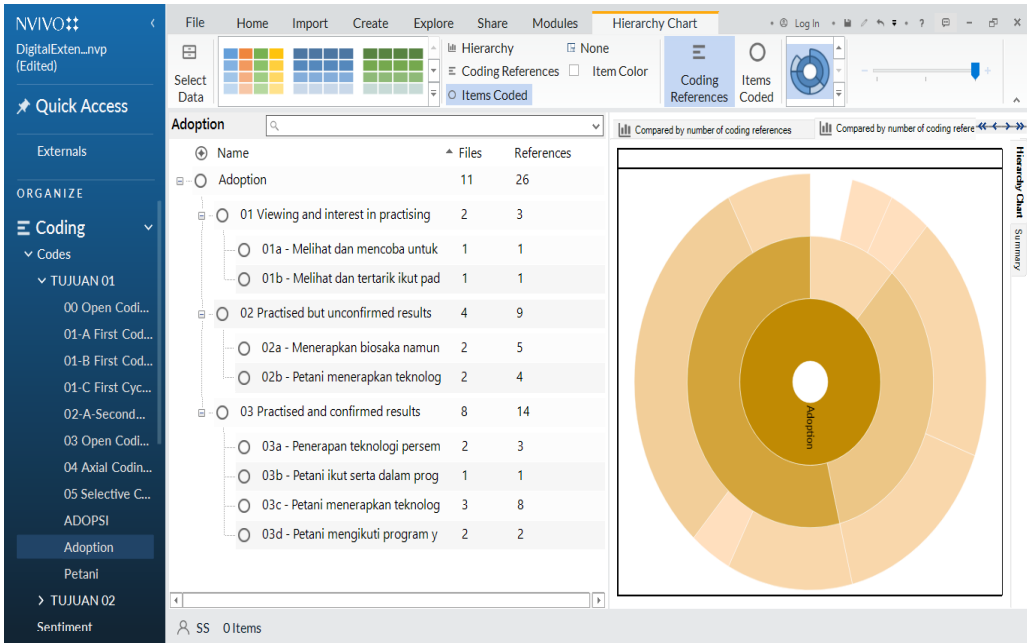 NVIVO
File Home Import Create Explore Share Modules Hierarchy Chart Log In ?
DigitalExten...nvp
(Edited)
Quick Access
Externals
ORGANIZE
Coding
Codes
TUJUAN 01
00 Open Codi...
01-A First Cod...
01-B First Cod...
01-C First Cyc...
02-A-Second...
03 Open Codi...
04 Axial Codin...
05 Selective C...
ADOPSI
Adoption
Petani
TUJUAN 02
Sentiment
Select
Data
Hierarchy None
Coding References Item Color
Items Coded
Coding
References
Items
Coded
Adoption
Name Files References
Adoption 11 26
01 Viewing and interest in practising 2 3
01a - Melihat dan mencoba untuk 1 1
01b - Melihat dan tertarik ikut pad 1 1
02 Practised but unconfirmed results 4 9
02a - Menerapkan biosaka namun 2 5
02b - Petani menerapkan teknolog 2 4
03 Practised and confirmed results 8 14
03a - Penerapan teknologi persem 2 3
03b - Petani ikut serta dalam prog 1 1
03c - Petani menerapkan teknolog 3 8
03d - Petani mengikuti program y 2 2
Compared by number of coding references
Compared by number of coding refere
Adoption
Hierarchy Chart
Summary
SS 0 Items